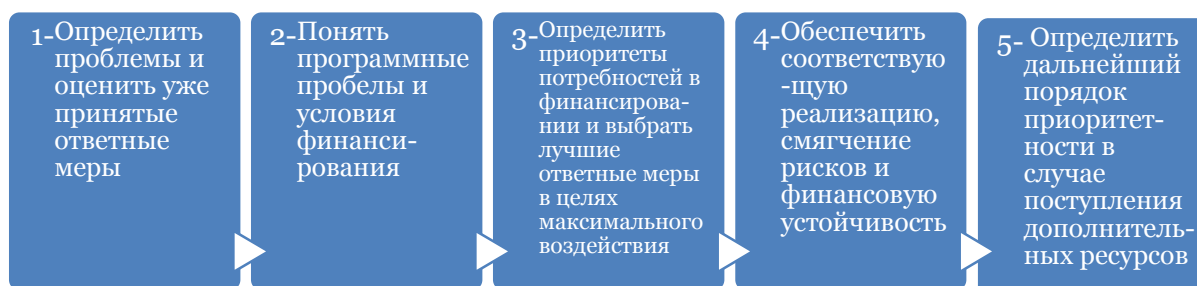 1-Определить
проблемы и
оценить уже
принятые
ответные
меры
2-Понять
программные
пробелы и
условия
финанси-
рования
3-Определить
приоритеты
потребностей в
финансирова-
нии и выбрать
лучшие
ответные меры
в целях
максимального
воздействия
4-Обеспечить
соответствую
-щую
реализацию,
смягчение
рисков и
финансовую
устойчивость
5- Определить
дальнейший
порядок
приоритет-
ности в
случае
поступления
дополнитель-
ных ресурсов